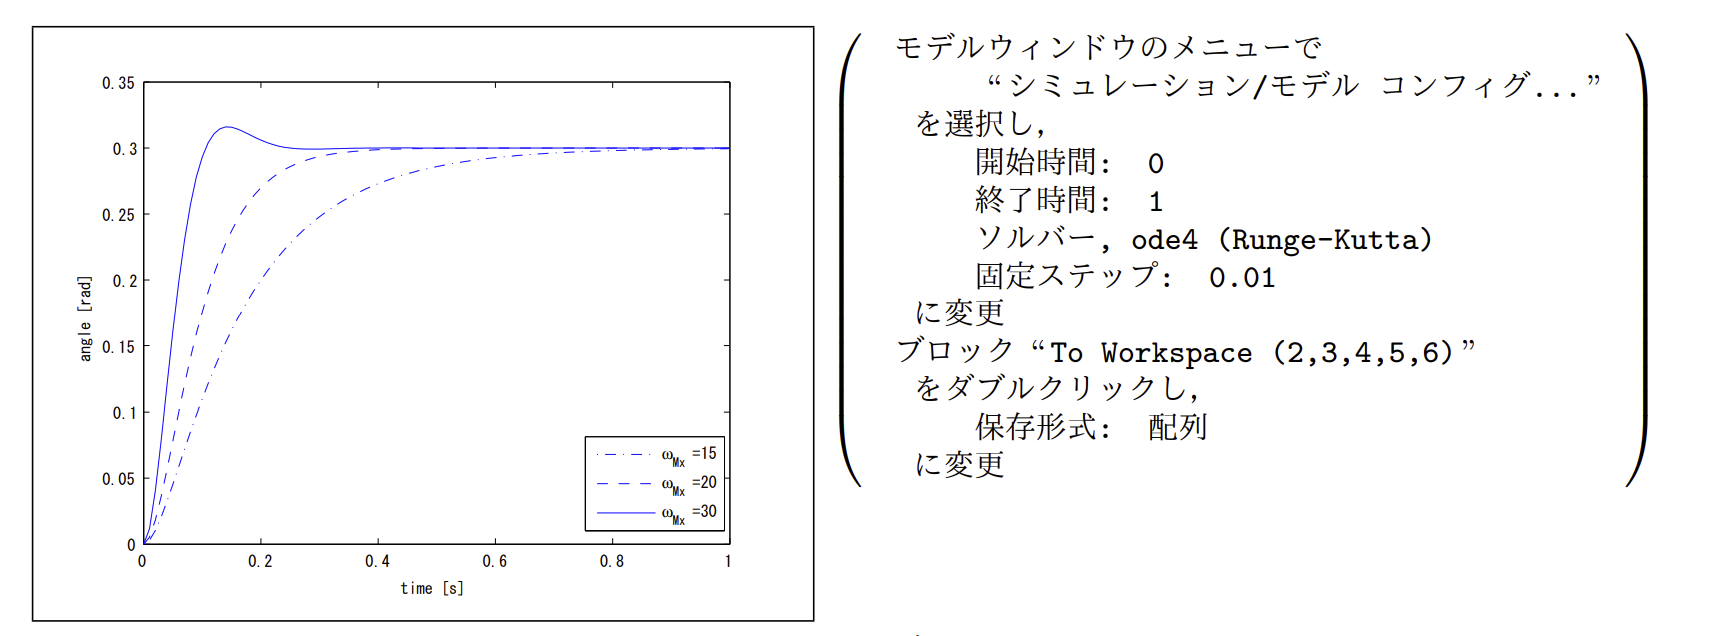 0.35
0.3
0.25
0.2
0.15
0.1
0.05
0
angle [rad]
0 0.2 0.4 0.6 0.8 1
time [s]
ωMx =15
ωMx =20
ωMx =30
モデルウィンドウのメニューで
“シミュレーション/モデル コンフィグ...”
を選択し,
開始時間: 0
終了時間: 1
ソルバー, ode4 (Runge-Kutta)
固定ステップ: 0.01
に変更
ブロック “To Workspace (2,3,4,5,6)”
をダブルクリックし,
保存形式: 配列
に変更